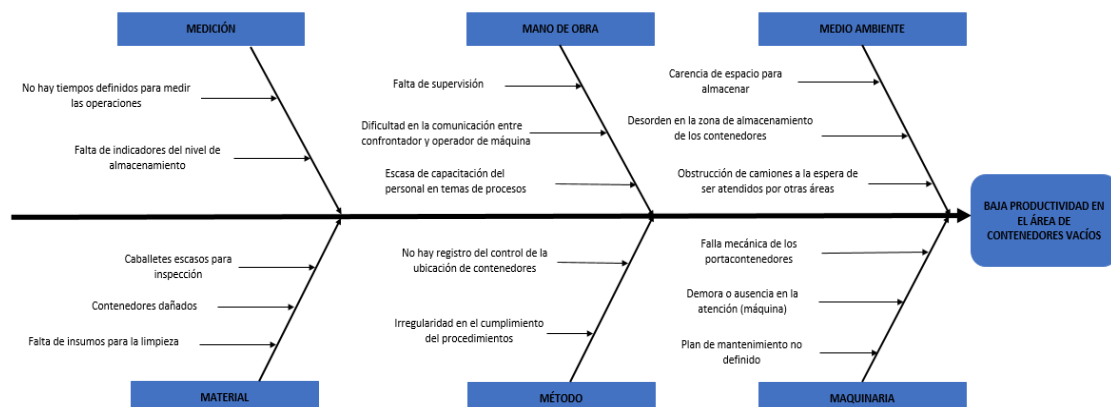 MEDICIÓN
MANO DE OBRA
MEDIO AMBIENTE
No hay tiempos definidos para medir
las operaciones
Falta de indicadores del nivel de
almacenamiento
Falta de supervisión
Dificultad en la comunicación entre
confrontador y operador de máquina
Escasa de capacitación del
personal en temas de procesos
Carencia de espacio para
almacenar
Desorden en la zona de almacenamiento
de los contenedores
Obstrucción de camiones a la espera de
ser atendidos por otras áreas
BAJA PRODUCTIVIDAD EN
EL ÁREA DE
CONTENEDORES VACÍOS
Caballetes escasos para
inspección
Contenedores dañados
Falta de insumos para la limpieza
No hay registro del control de la
ubicación de contenedores
Irregularidad en el cumplimiento
del procedimientos
Falla mecánica de los
portacontenedores
Demora o ausencia en la
atención (máquina)
Plan de mantenimiento no
definido
MATERIAL
MÉTODO
MAQUINARIA